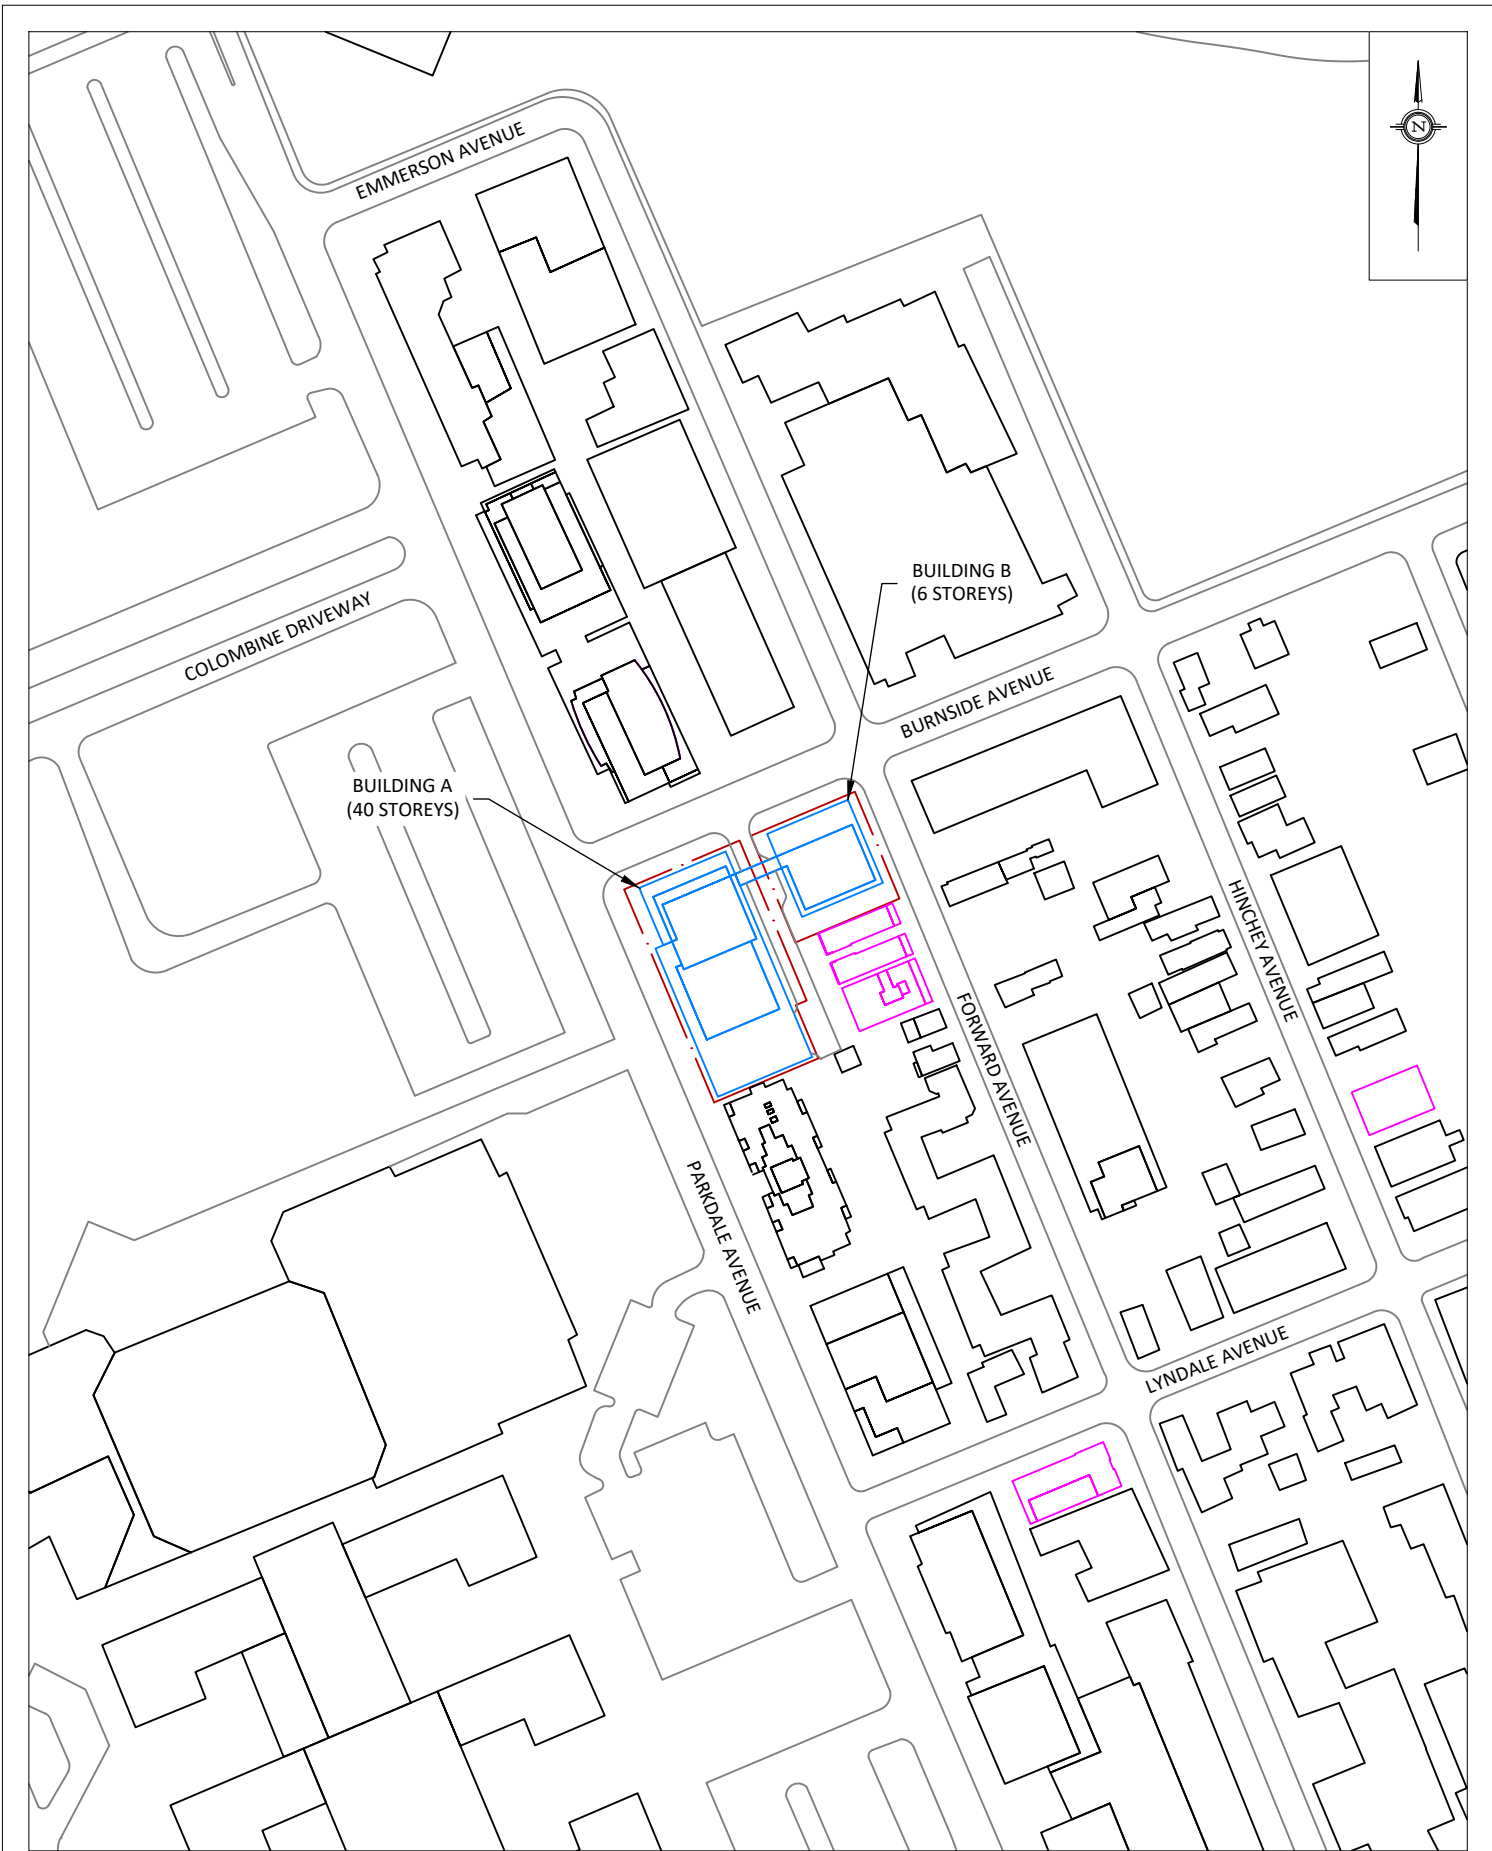 EMMERSON AVENUE
N
BUILDING B
(6 STOREYS)
COLOMBINE DRIVEWAY
BURNSIDE AVENUE
BUILDING A
(40 STOREYS)
HINCHEY AVENUE
FORWARD AVENUE
PARKDALE AVENUE
LYNDALE AVENUE